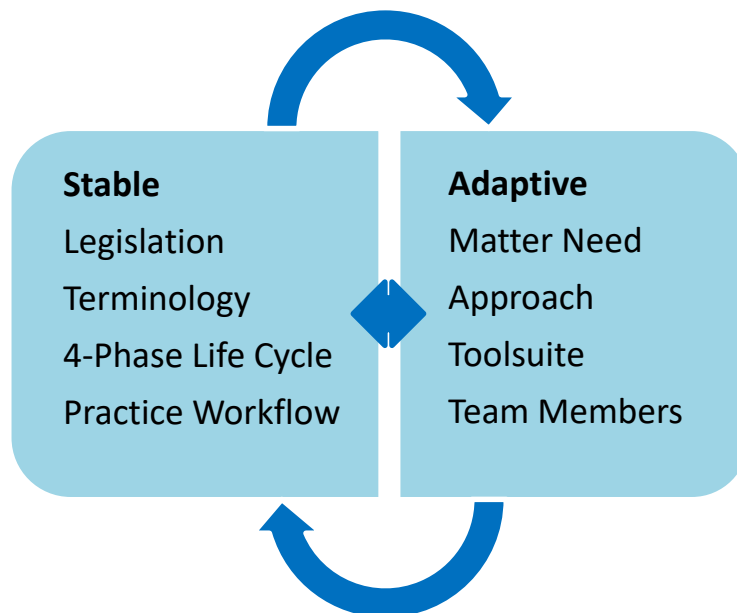 Stable
Legislation
Terminology
4-Phase Life Cycle
Practice Workflow
Adaptive
Matter Need
Approach
Toolsuite
Team Members